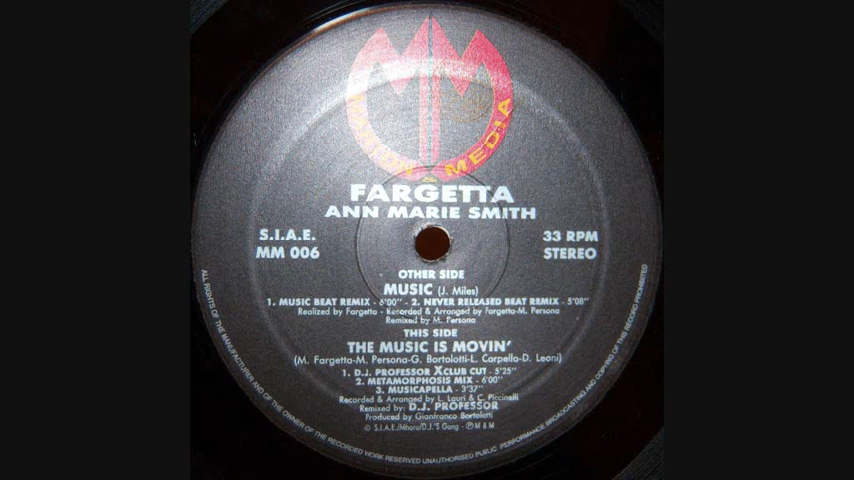 MOTION MEDIA
FARGETTA
ANN MARIE SMITH
S.I.A.E.
MM 006
33 RPM
STEREO
OTHER SIDE
MUSIC (J. Miles)
1. MUSIC BEAT REMIX - 6'00" - 2. NEVER RELEASED BEAT REMIX - 5'08"
Realized by Fargetta - Recorded & Arranged by Fargetta-M. Persona
Remixed by M. Persona
THIS SIDE
THE MUSIC IS MOVIN'
(M. Fargetta-M. Persona-G. Bortolotti-L. Carpella-D. Leoni)
1. D.J. PROFESSOR XCLUB CUT - 5'25"
2. METAMORPHOSIS MIX - 6'00"
3. MUSICAPELLA - 3'37"
Recorded & Arranged by L. Lauri & C. Piccinelli
Remixed by: D.J. PROFESSOR
Produced by Gianfranco Bortolotti
© S.I.A.E./Mharo/D.J.'S Gang - ℗ M & M
ALL RIGHTS OF THE MANUFACTURER AND OF THE OWNER OF THE RECORDED WORK RESERVED UNAUTHORISED PUBLIC PERFORMANCE BROADCASTING AND COPYING OF THIS RECORD PROHIBITED